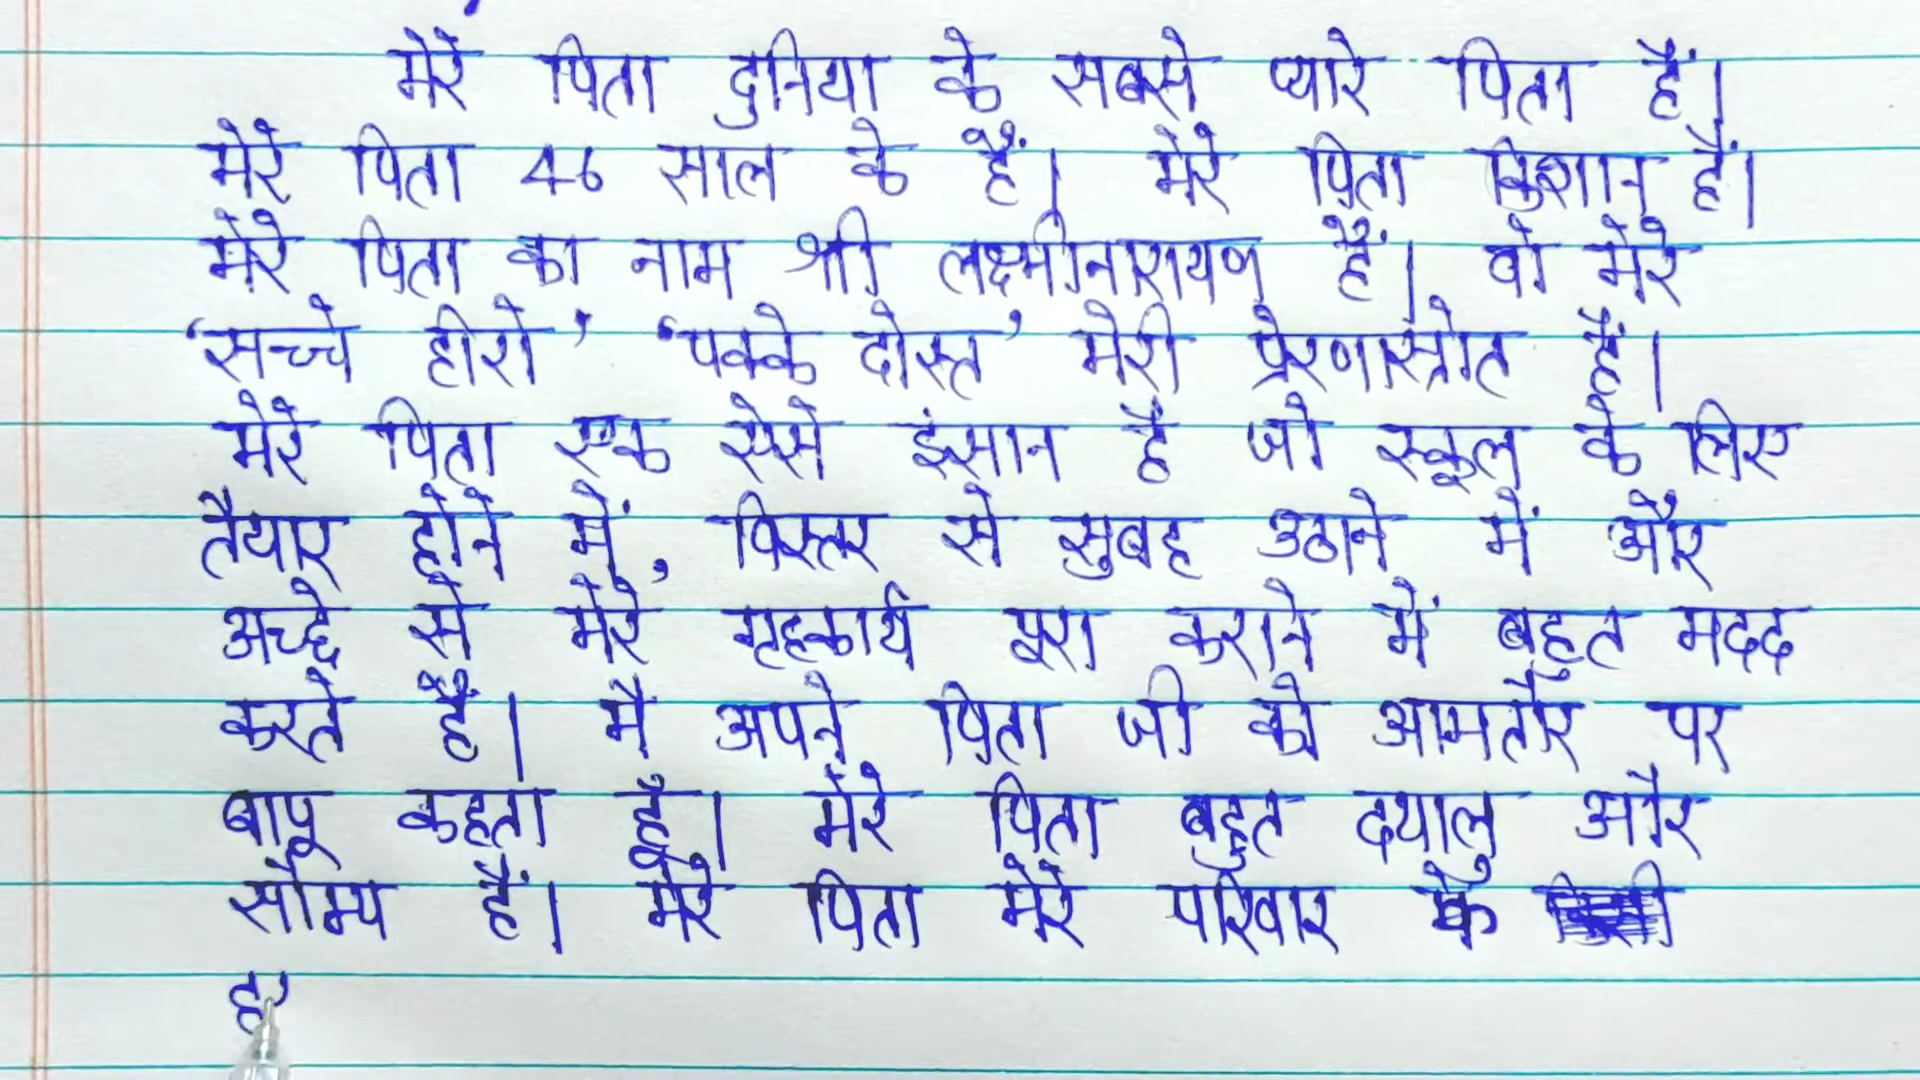 मेरे पिता दुनिया के सबसे प्यारे पिता हैं।
मेरे पिता 46 साल के हैं। मेरे पिता किशान हैं।
मेरे पिता का नाम श्री लक्ष्मीनारायण हैं। वो मेरे
'सच्चे हीरो' 'पक्के दोस्त' मेरी प्रेरणास्त्रोत हैं।
मेरे पिता एक ऐसे इंसान है जो स्कूल के लिए
तैयार होने में, विस्तर से सुबह उठाने में और
अच्छे से मेरे गृहकार्य पूरा कराने में बहुत मदद
करते हैं। मै अपने पिता जी को आमतौर पर
बापू कहता हूँ। मेरे पिता बहुत दयालु और
सौम्य हैं। मेरे पिता मेरे परिवार के